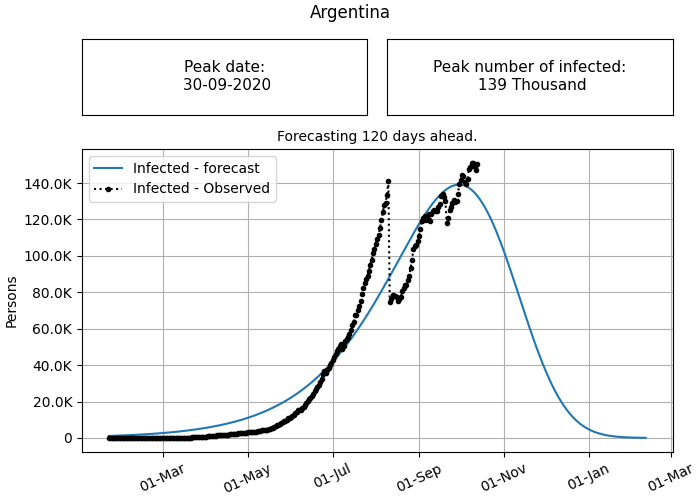 Argentina
Peak date:
30-09-2020
Peak number of infected:
139 Thousand
Forecasting 120 days ahead.
Infected - forecast
Infected - Observed
Persons
140.0K
120.0K
100.0K
80.0K
60.0K
40.0K
20.0K
0
01-Mar
01-May
01-Jul
01-Sep
01-Nov
01-Jan
01-Mar